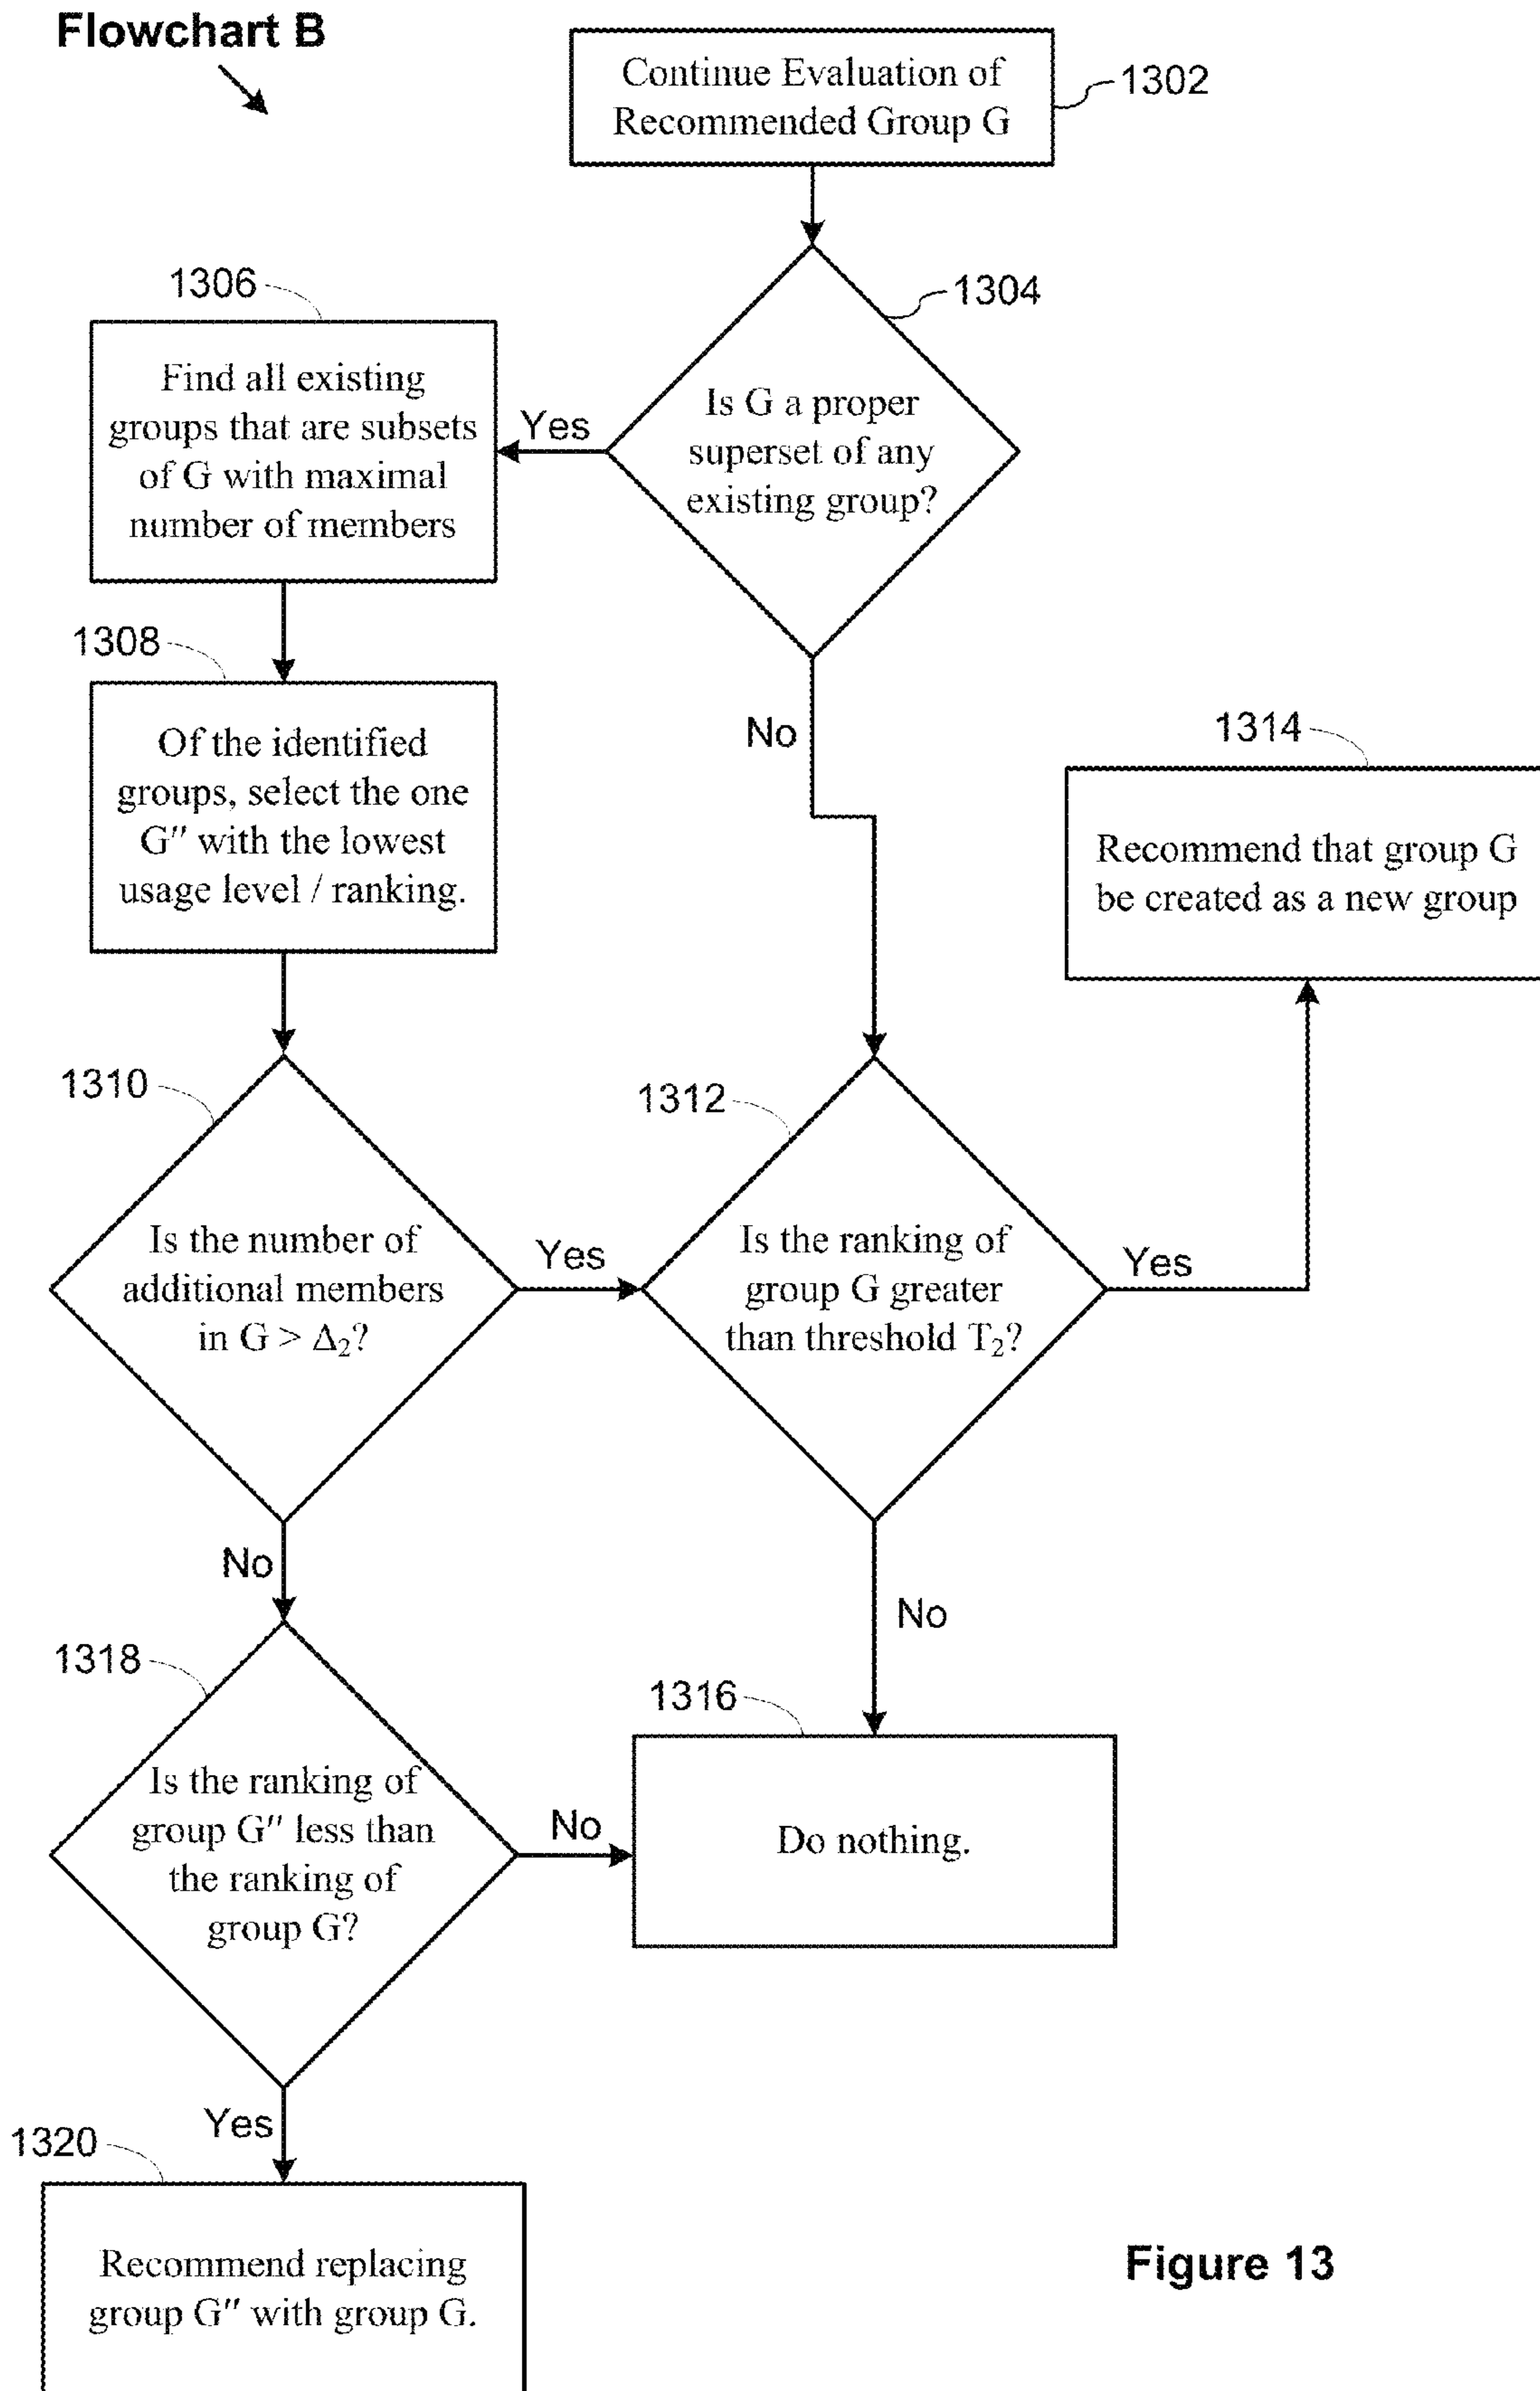 Flowchart B
Continue Evaluation of
Recommended Group G
1302
1304
Is G a proper
superset of any
existing group?
Yes
No
1306
Find all existing
groups that are subsets
of G with maximal
number of members
1308
Of the identified
groups, select the one
G″ with the lowest
usage level / ranking.
1310
Is the number of
additional members
in G > Δ₂?
Yes
No
1312
Is the ranking of
group G greater
than threshold T₂?
Yes
No
1314
Recommend that group G
be created as a new group
1318
Is the ranking of
group G″ less than
the ranking of
group G?
No
Yes
1316
Do nothing.
1320
Recommend replacing
group G″ with group G.
Figure 13